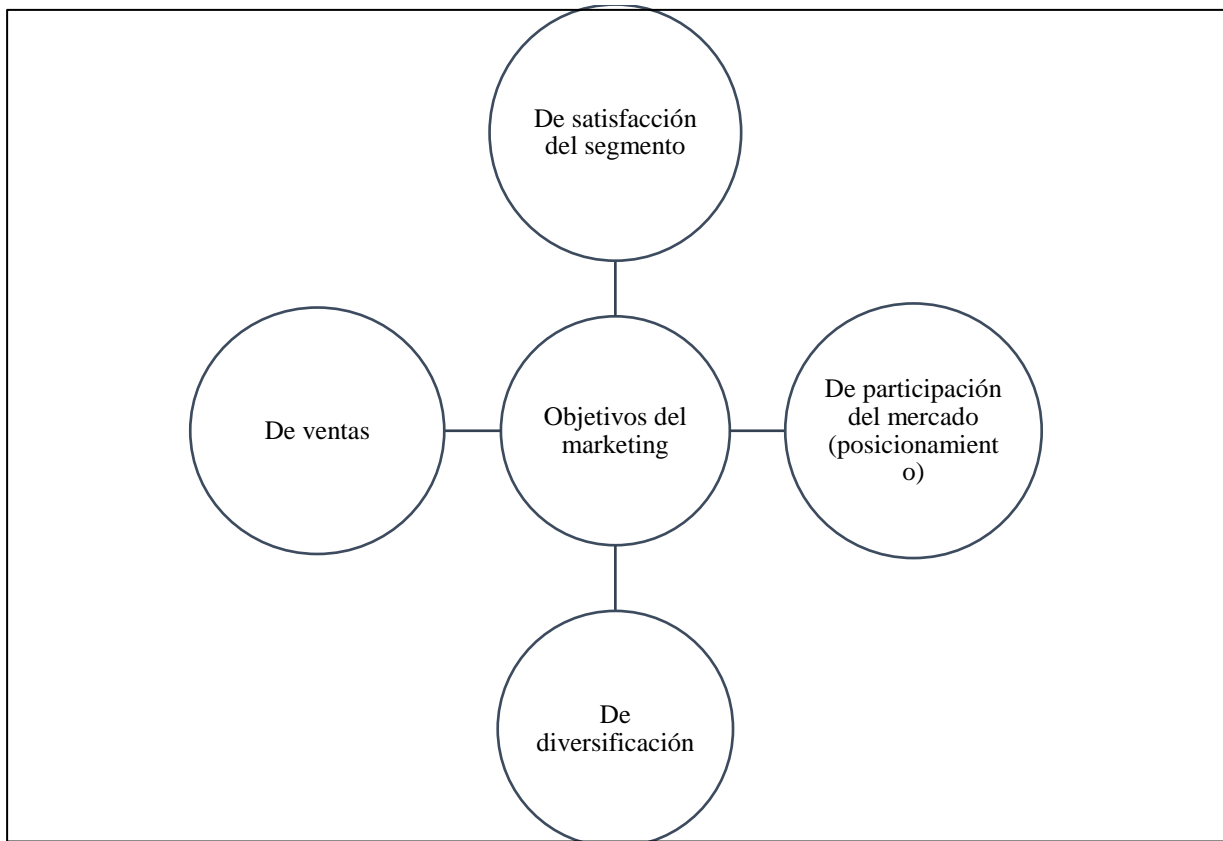 De satisfacción
del segmento
De ventas
Objetivos del
marketing
De participación
del mercado
(posicionamient
o)
De
diversificación